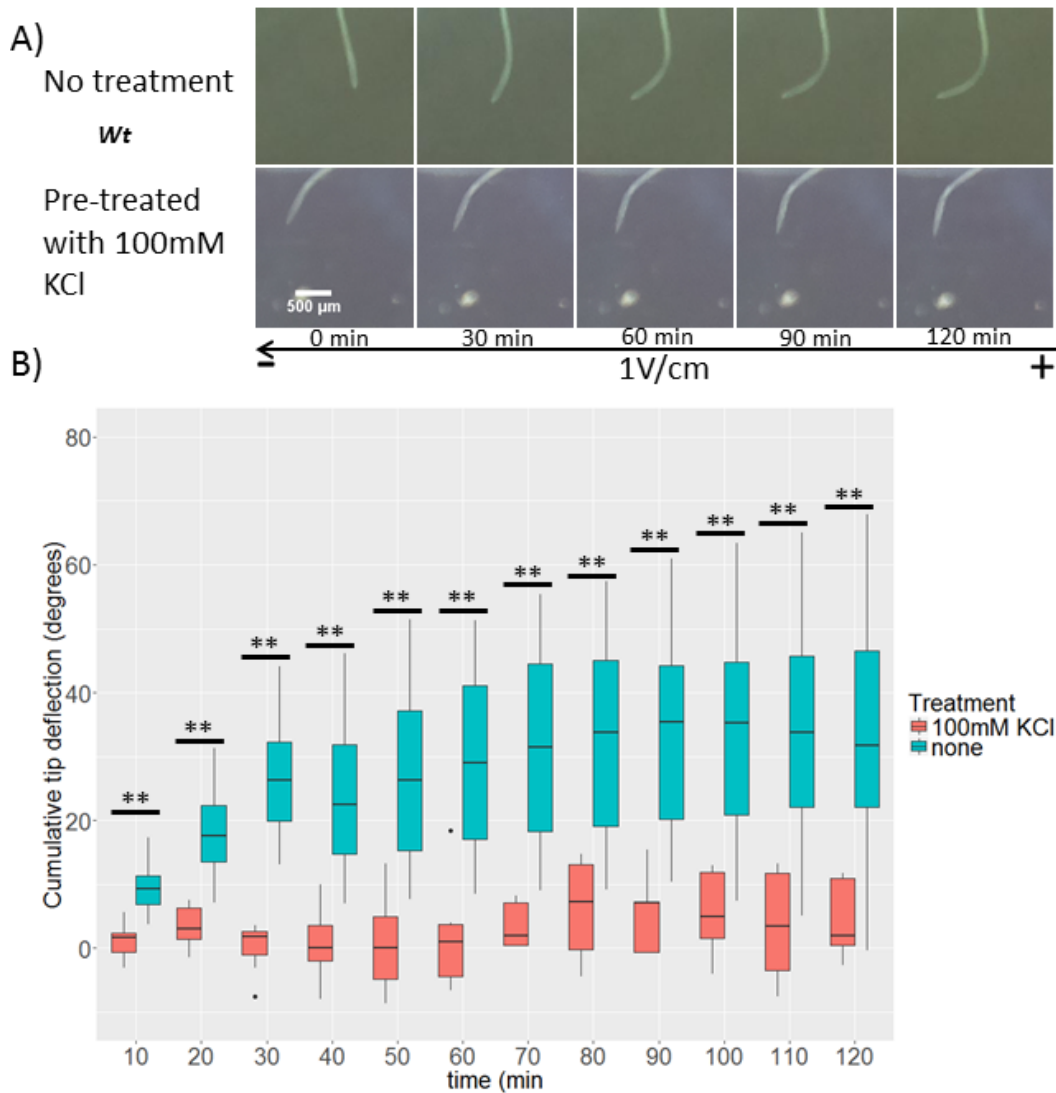 A)
No treatment
Wt
Pre-treated
with 100mM
KCl
500 µm
0 min 30 min 60 min 90 min 120 min
- 1V/cm +
B)
80
60
40
20
0
Cumulative tip deflection (degrees)
** ** ** ** ** ** ** ** ** ** ** **
10 20 30 40 50 60 70 80 90 100 110 120
time (min
Treatment
100mM KCl
none